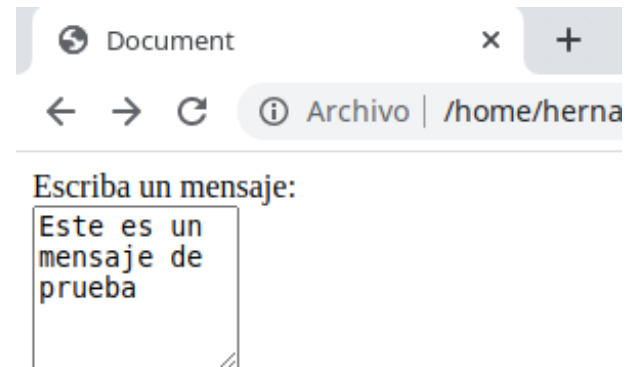 Document
Archivo | /home/herna
Escriba un mensaje:
Este es un
mensaje de
prueba